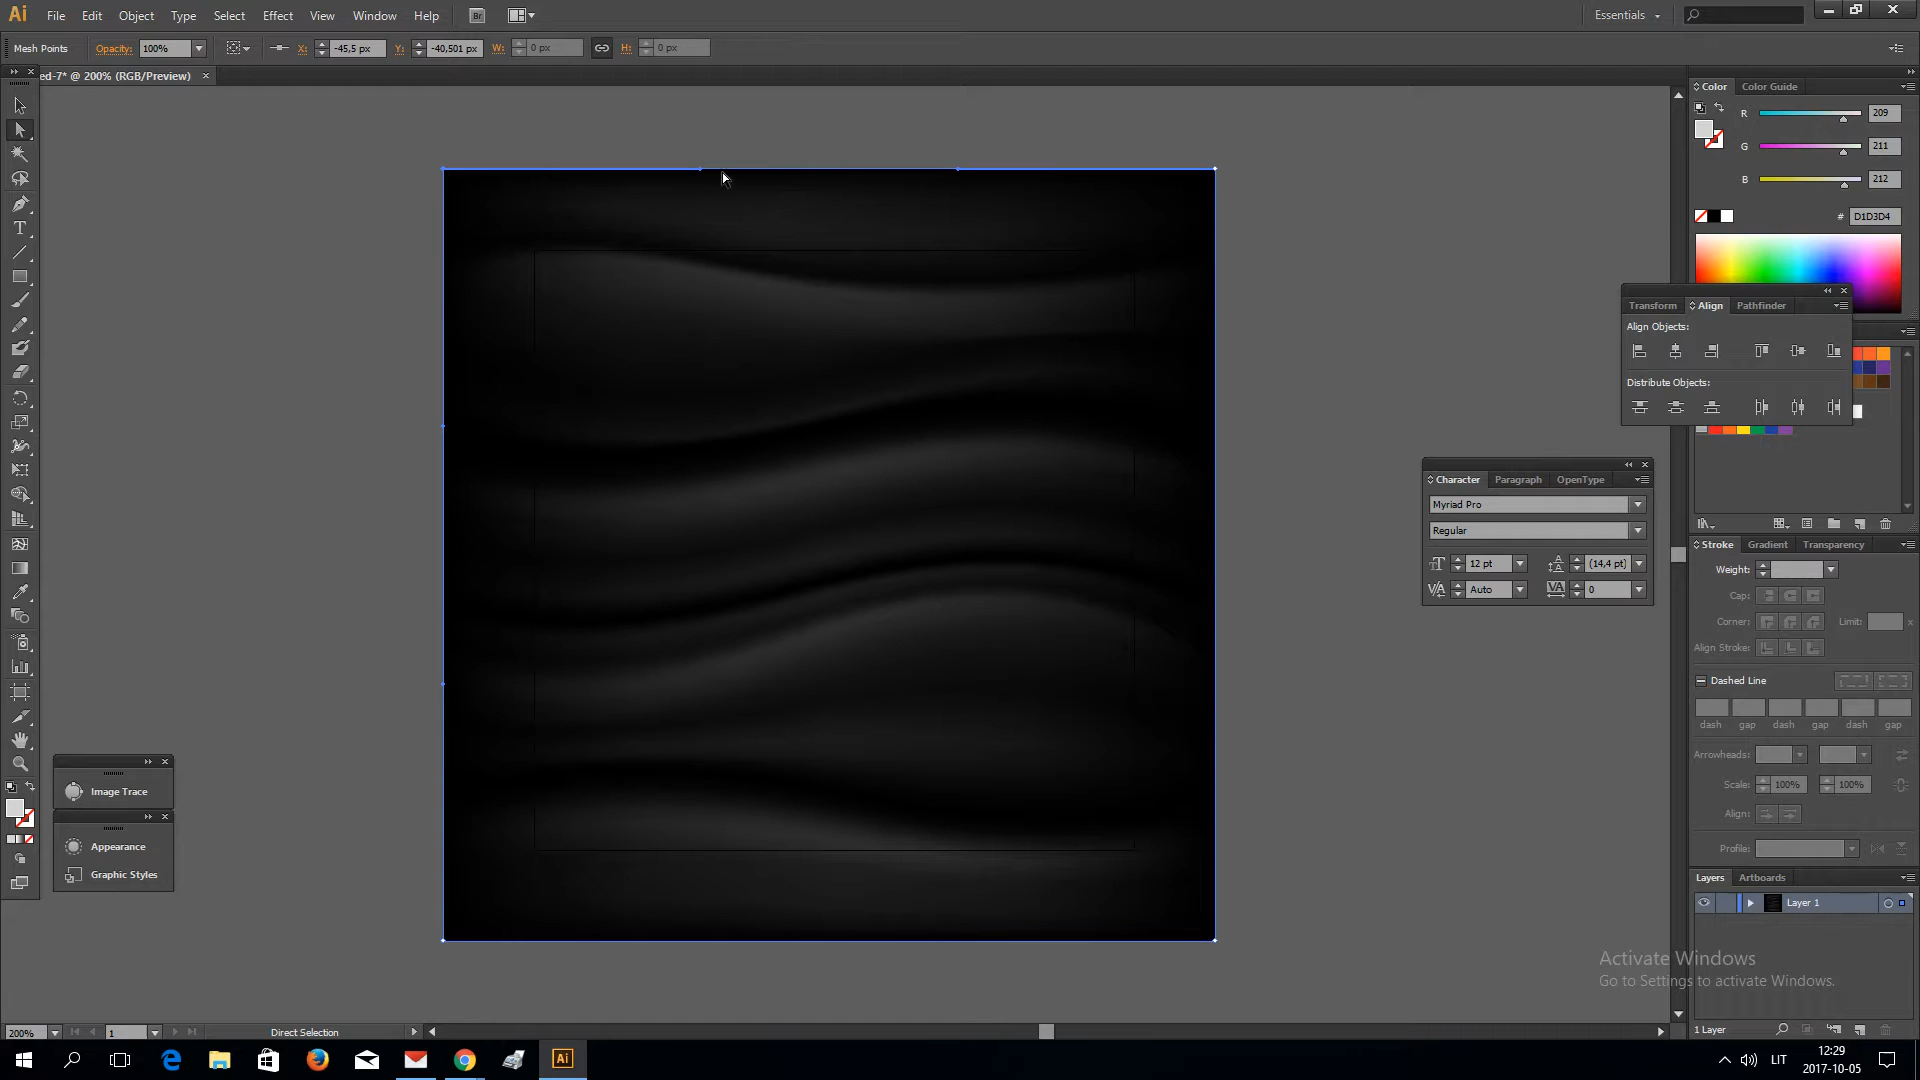 Ai File Edit Object Type Select Effect View Window Help Br Essentials
Mesh Points Opacity: 100% X: -45,5 px Y: -40,501 px W: 0 px H: 0 px
ed-7* @ 200% (RGB/Preview)
Color Color Guide
R 209
G 211
B 212
# D1D3D4
Transform Align Pathfinder
Align Objects:
Distribute Objects:
Character Paragraph OpenType
Myriad Pro
Regular
12 pt (14,4 pt)
Auto 0
Stroke Gradient Transparency
Weight:
Cap:
Corner: Limit: x
Align Stroke:
Dashed Line
dash gap dash gap dash gap
Arrowheads:
Scale: 100% 100%
Align:
Profile:
Image Trace
Appearance
Graphic Styles
Layers Artboards
Layer 1
Activate Windows
Go to Settings to activate Windows.
1 Layer
200% 1 Direct Selection
Ai LIT 12:29
2017-10-05